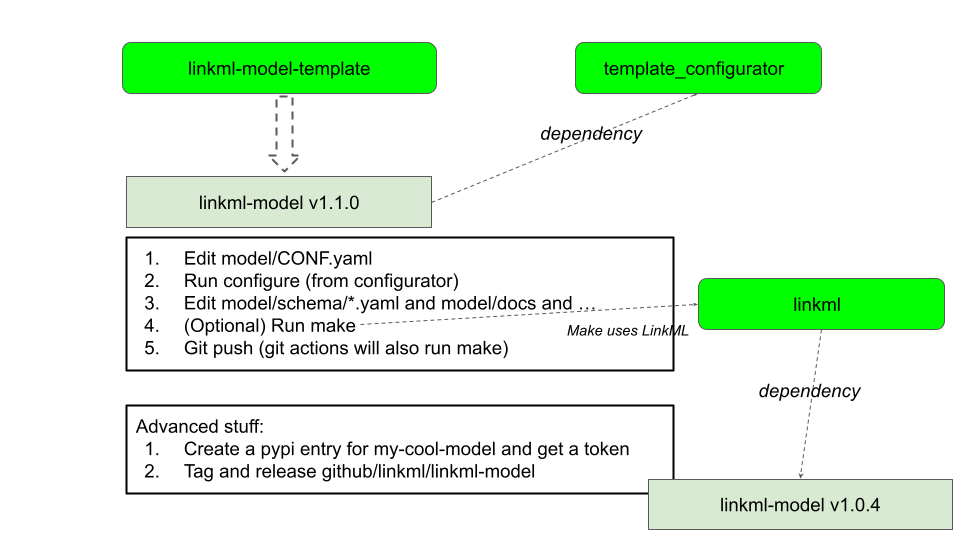 linkml-model-template
template_configurator
dependency
linkml-model v1.1.0
1. Edit model/CONF.yaml
2. Run configure (from configurator)
3. Edit model/schema/*.yaml and model/docs and …
4. (Optional) Run make
5. Git push (git actions will also run make)
linkml
Make uses LinkML
dependency
Advanced stuff:
1. Create a pypi entry for my-cool-model and get a token
2. Tag and release github/linkml/linkml-model
linkml-model v1.0.4